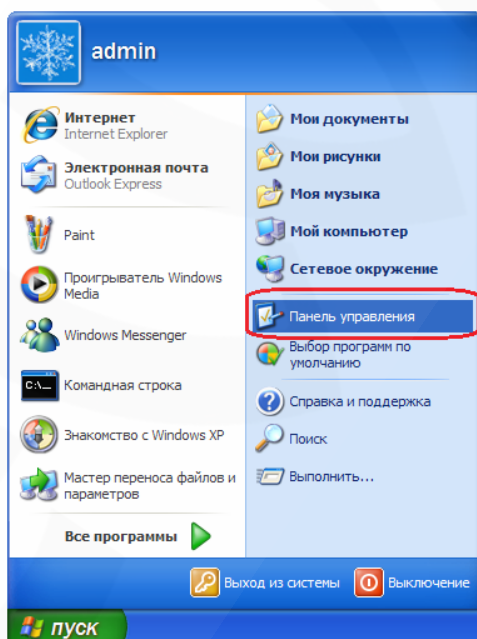 admin
Интернет
Internet Explorer
Электронная почта
Outlook Express
Paint
Проигрыватель Windows
Media
Windows Messenger
C:\_
Командная строка
Знакомство с Windows XP
Мастер переноса файлов и
параметров
Все программы
Мои документы
Мои рисунки
Моя музыка
Мой компьютер
Сетевое окружение
Панель управления
Выбор программ по
умолчанию
Справка и поддержка
Поиск
Выполнить...
Выход из системы
Выключение
пуск